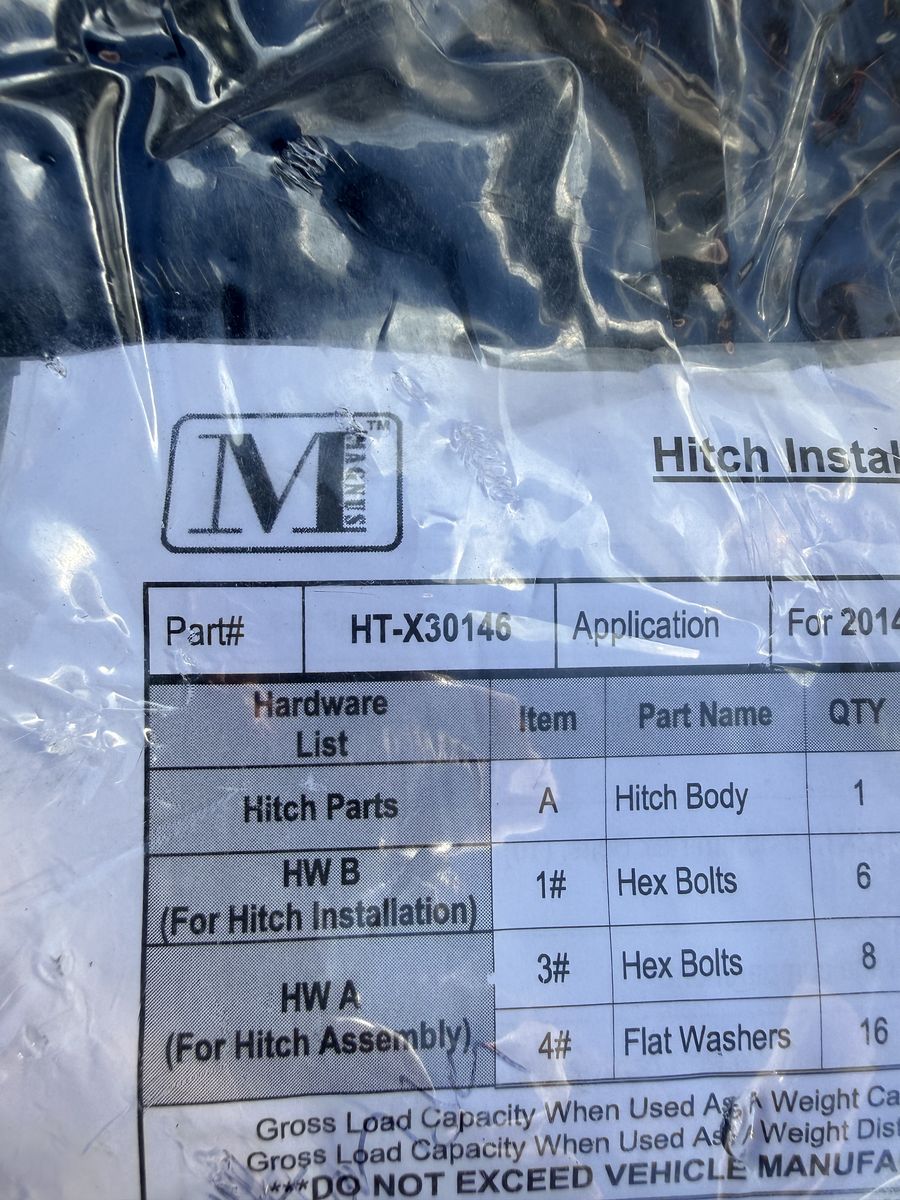 M MAGNUS TM
Hitch Instal
Part# HT-X30146 Application For 2014
Hardware List Item Part Name QTY
Hitch Parts A Hitch Body 1
HW B (For Hitch Installation) 1# Hex Bolts 6
HW A (For Hitch Assembly) 3# Hex Bolts 8
4# Flat Washers 16
Gross Load Capacity When Used As A Weight Ca
Gross Load Capacity When Used As A Weight Dist
***DO NOT EXCEED VEHICLE MANUFA